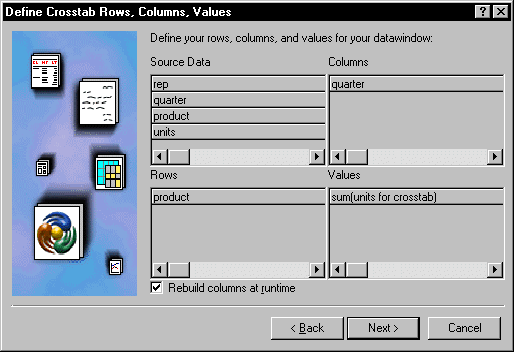 Define Crosstab Rows, Columns, Values
Define your rows, columns, and values for your datawindow:
Source Data
Columns
rep
quarter
product
units
quarter
Rows
Values
product
sum(units for crosstab)
Rebuild columns at runtime
< Back
Next >
Cancel